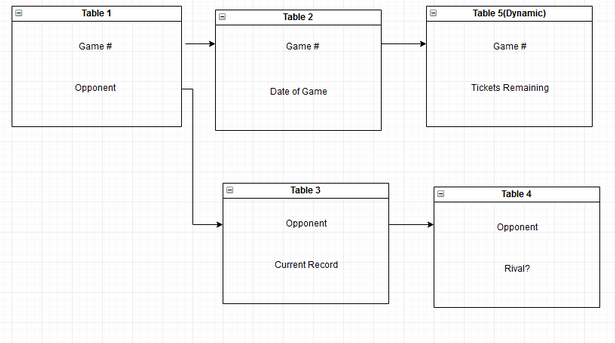 Table 1
Game #
Opponent
Table 2
Game #
Date of Game
Table 5(Dynamic)
Game #
Tickets Remaining
Table 3
Opponent
Current Record
Table 4
Opponent
Rival?